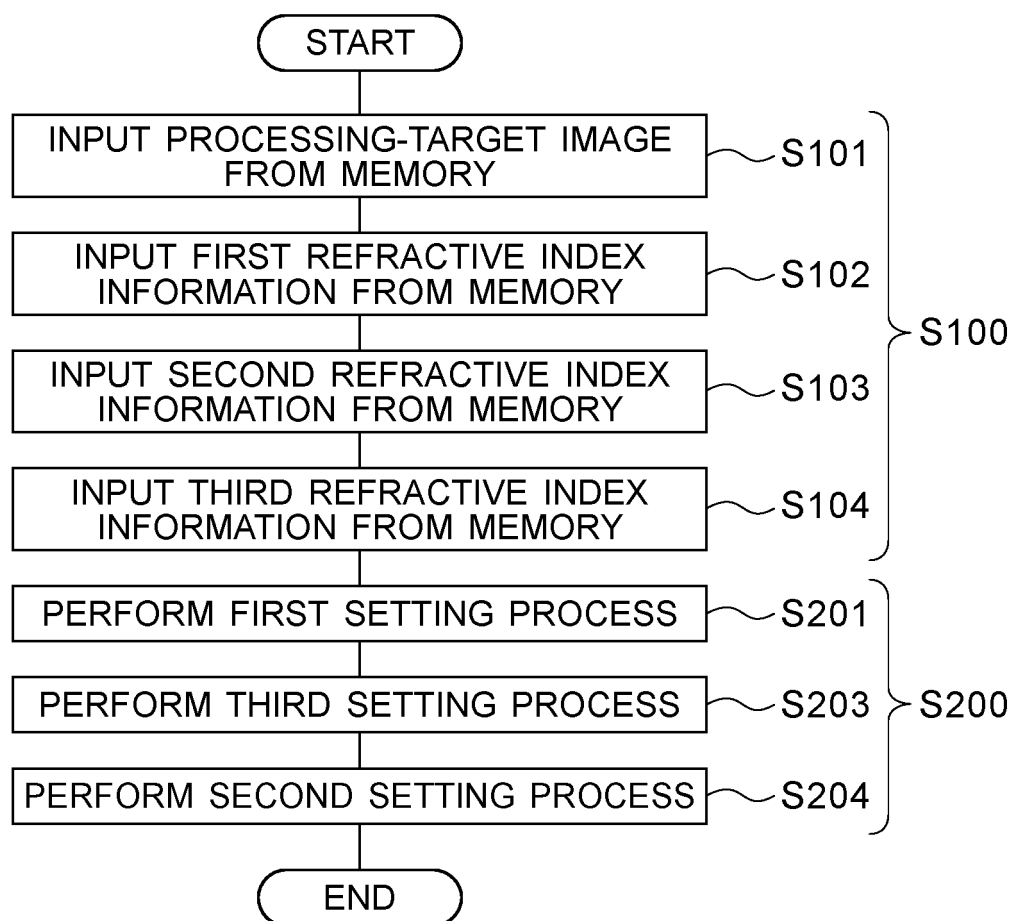 START
INPUT PROCESSING-TARGET IMAGE
FROM MEMORY
S101
INPUT FIRST REFRACTIVE INDEX
INFORMATION FROM MEMORY
S102
INPUT SECOND REFRACTIVE INDEX
INFORMATION FROM MEMORY
S103
INPUT THIRD REFRACTIVE INDEX
INFORMATION FROM MEMORY
S104
S100
PERFORM FIRST SETTING PROCESS
S201
PERFORM THIRD SETTING PROCESS
S203
PERFORM SECOND SETTING PROCESS
S204
S200
END